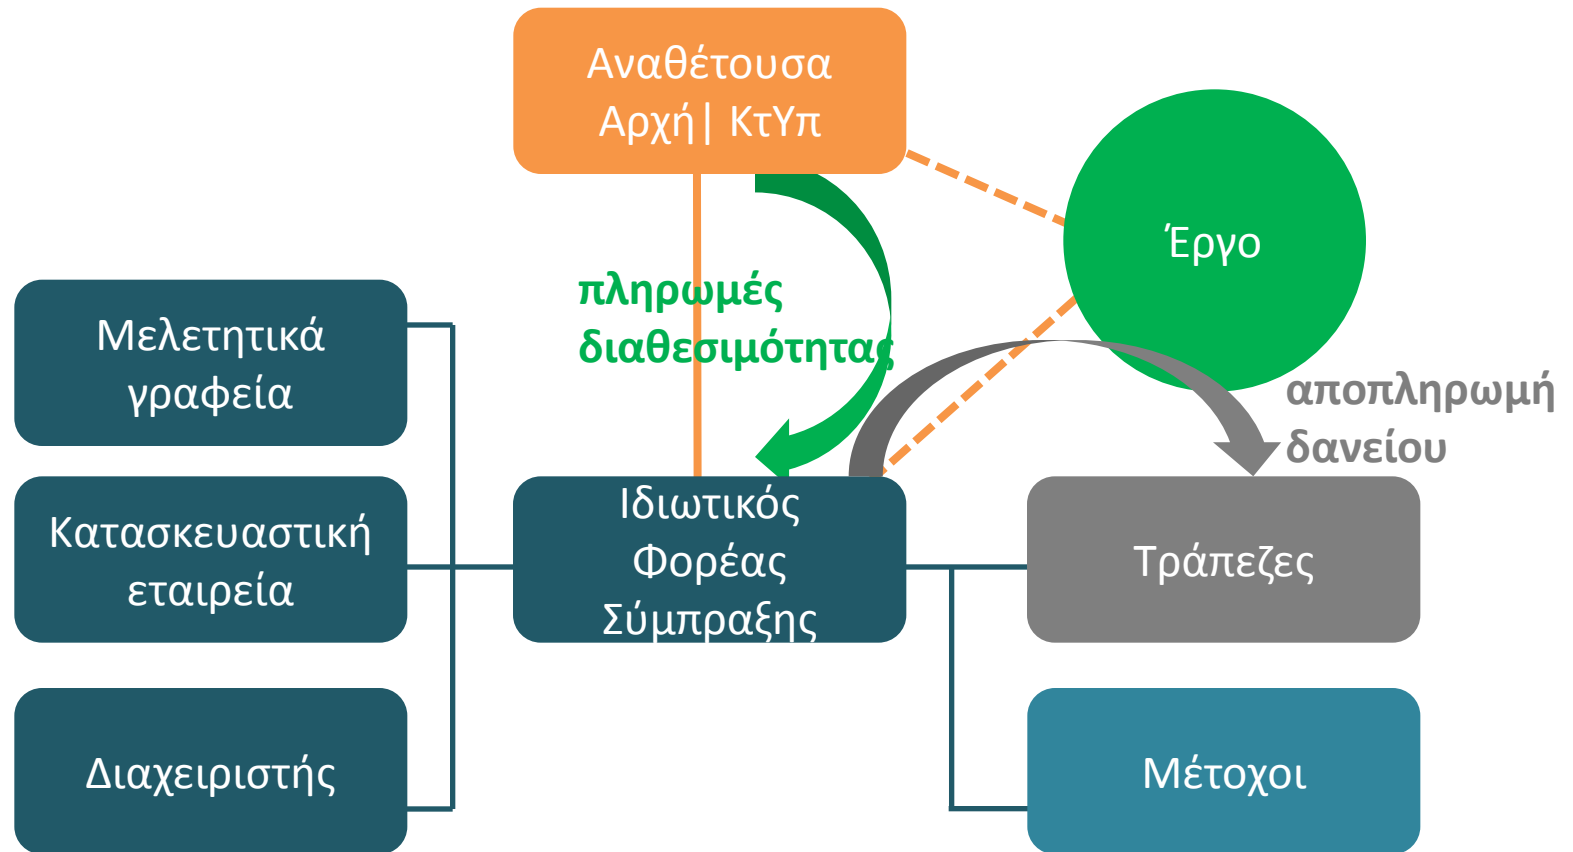 Αναθέτουσα
Αρχή| ΚτΥπ
Έργο
πληρωμές
διαθεσιμότητας
Μελετητικά
γραφεία
αποπληρωμή
δανείου
Κατασκευαστική
εταιρεία
Ιδιωτικός
Φορέας
Σύμπραξης
Τράπεζες
Διαχειριστής
Μέτοχοι